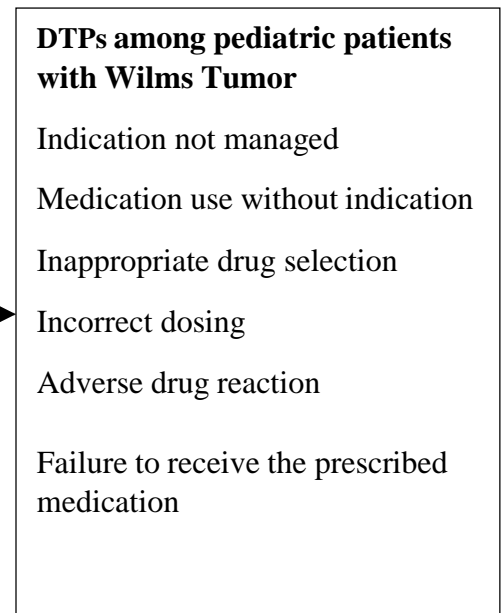 DTPs among pediatric patients
with Wilms Tumor
Indication not managed
Medication use without indication
Inappropriate drug selection
Incorrect dosing
Adverse drug reaction
Failure to receive the prescribed
medication